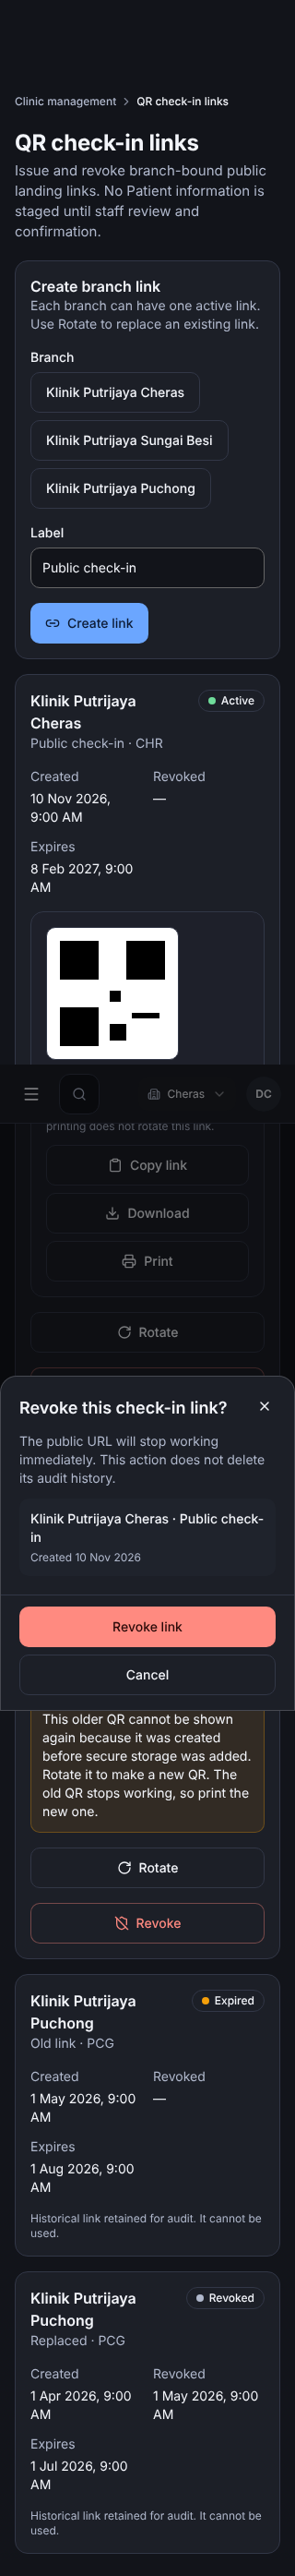 Clinic management > QR check-in links
QR check-in links
Issue and revoke branch-bound public
landing links. No Patient information is
staged until staff review and
confirmation.
Create branch link
Each branch can have one active link.
Use Rotate to replace an existing link.
Branch
Klinik Putrijaya Cheras
Klinik Putrijaya Sungai Besi
Klinik Putrijaya Puchong
Label
Public check-in
Create link
Klinik Putrijaya
Cheras
Active
Public check-in · CHR
Created
Revoked
10 Nov 2026,
9:00 AM
—
Expires
8 Feb 2027, 9:00
AM
Cheras
DC
printing does not rotate this link.
Copy link
Download
Print
Rotate
Revoke this check-in link?
The public URL will stop working
immediately. This action does not delete
its audit history.
Klinik Putrijaya Cheras · Public check-
in
Created 10 Nov 2026
Revoke link
Cancel
This older QR cannot be shown
again because it was created
before secure storage was added.
Rotate it to make a new QR. The
old QR stops working, so print the
new one.
Rotate
Revoke
Klinik Putrijaya
Puchong
Expired
Old link · PCG
Created
Revoked
1 May 2026, 9:00
AM
—
Expires
1 Aug 2026, 9:00
AM
Historical link retained for audit. It cannot be
used.
Klinik Putrijaya
Puchong
Revoked
Replaced · PCG
Created
Revoked
1 Apr 2026, 9:00
AM
1 May 2026, 9:00
AM
Expires
1 Jul 2026, 9:00
AM
Historical link retained for audit. It cannot be
used.